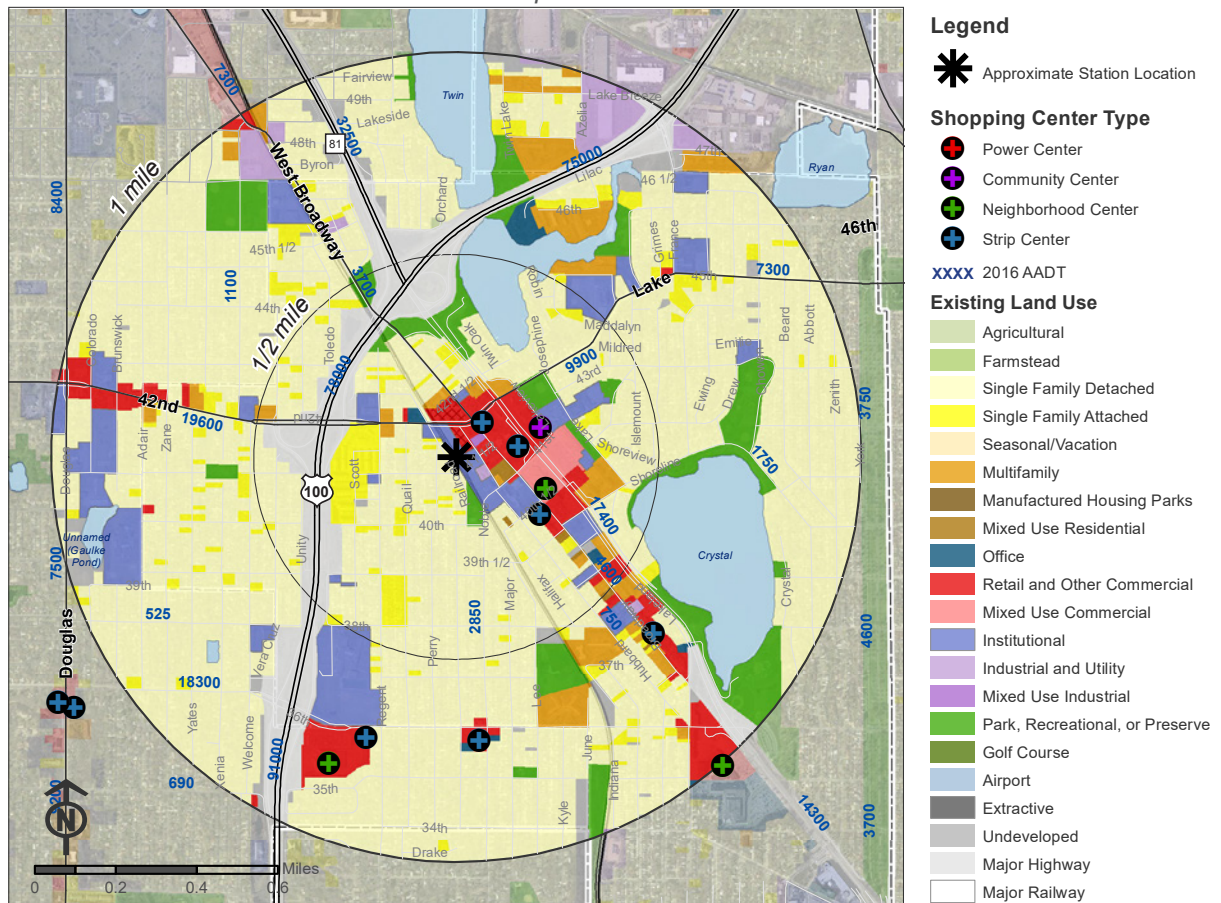 Fairview
49th
Lakeside
7300
32500
81
48th
Byron
West Broadway
Twin
Lake Breeze
Azelia
75000
Lilac
47th
46 1/2
Ryan
1 mile
8400
Orchard
46th
Grimes
France
46th
45th 1/2
3700
1100
7300
45th
Lake
44th
1/2 mile
Toledo
Twin Oak
Josephine
Maddalyn
Mildred
Emilie
Beard
Abbott
Colorado
Brunswick
78000
9900
43rd
Ewing
Drew
Zenith
3750
42nd
19600
Adair
Zane
Islemount
Shoreview
Shoreline
1750
York
Douglas
Scott
100
Quail
40th
17400
Unnamed
(Gaulke
Pond)
Unity
39th 1/2
Major
Halifax
Crystal
7500
39th
1600
Crystal
525
38th
2850
750
4600
Douglas
Vera Cruz
Perry
Hubbard
37th
18300
Regent
Lee
36th
Yates
Welcome
June
Indiana
91000
690
Xenia
35th
Kyle
14300
3700
N
34th
Drake
Miles
0 0.2 0.4 0.6
Legend
Approximate Station Location
Shopping Center Type
Power Center
Community Center
Neighborhood Center
Strip Center
xxxx 2016 AADT
Existing Land Use
Agricultural
Farmstead
Single Family Detached
Single Family Attached
Seasonal/Vacation
Multifamily
Manufactured Housing Parks
Mixed Use Residential
Office
Retail and Other Commercial
Mixed Use Commercial
Institutional
Industrial and Utility
Mixed Use Industrial
Park, Recreational, or Preserve
Golf Course
Airport
Extractive
Undeveloped
Major Highway
Major Railway